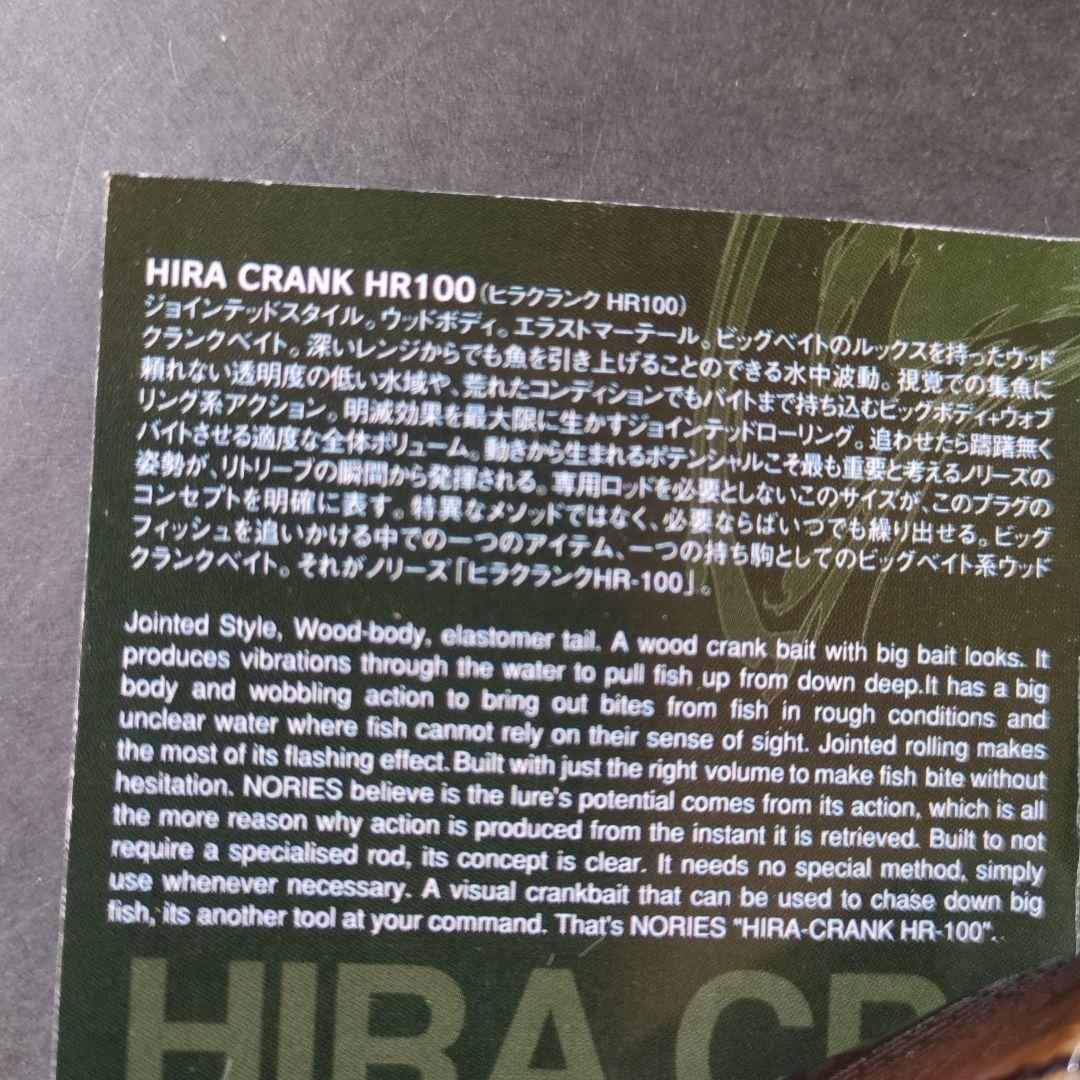 HIRA CRANK HR100(ヒラクランク HR100)
ジョインテッドスタイル。ウッドボディ。エラストマーテール。ビッグベイトのルックスを持ったウッド
クランクベイト。深いレンジからでも魚を引き上げることのできる水中波動。視覚での集魚に
頼れない透明度の低い水域や、荒れたコンディションでもバイトまで持ち込むビッグボディ+ウォブ
リング系アクション。明滅効果を最大限に生かすジョインテッドローリング。追わせたら躊躇無く
バイトさせる適度な全体ボリューム。動きから生まれるポテンシャルこそ最も重要と考えるノリーズの
姿勢が、リトリーブの瞬間から発揮される。専用ロッドを必要としないこのサイズが、このプラグの
コンセプトを明確に表す。特異なメソッドではなく、必要ならばいつでも繰り出せる。ビッグ
フィッシュを追いかける中での一つのアイテム、一つの持ち駒としてのビッグベイト系ウッド
クランクベイト。それがノリーズ「ヒラクランクHR-100」。
Jointed Style, Wood-body, elastomer tail. A wood crank bait with big bait looks. It
produces vibrations through the water to pull fish up from down deep.It has a big
body and wobbling action to bring out bites from fish in rough conditions and
unclear water where fish cannot rely on their sense of sight. Jointed rolling makes
the most of its flashing effect. Built with just the right volume to make fish bite without
hesitation. NORIES believe is the lure's potential comes from its action, which is all
the more reason why action is produced from the instant it is retrieved. Built to not
require a specialised rod, its concept is clear. It needs no special method, simply
use whenever necessary. A visual crankbait that can be used to chase down big
fish, its another tool at your command. That's NORIES "HIRA-CRANK HR-100".
HIRA CR